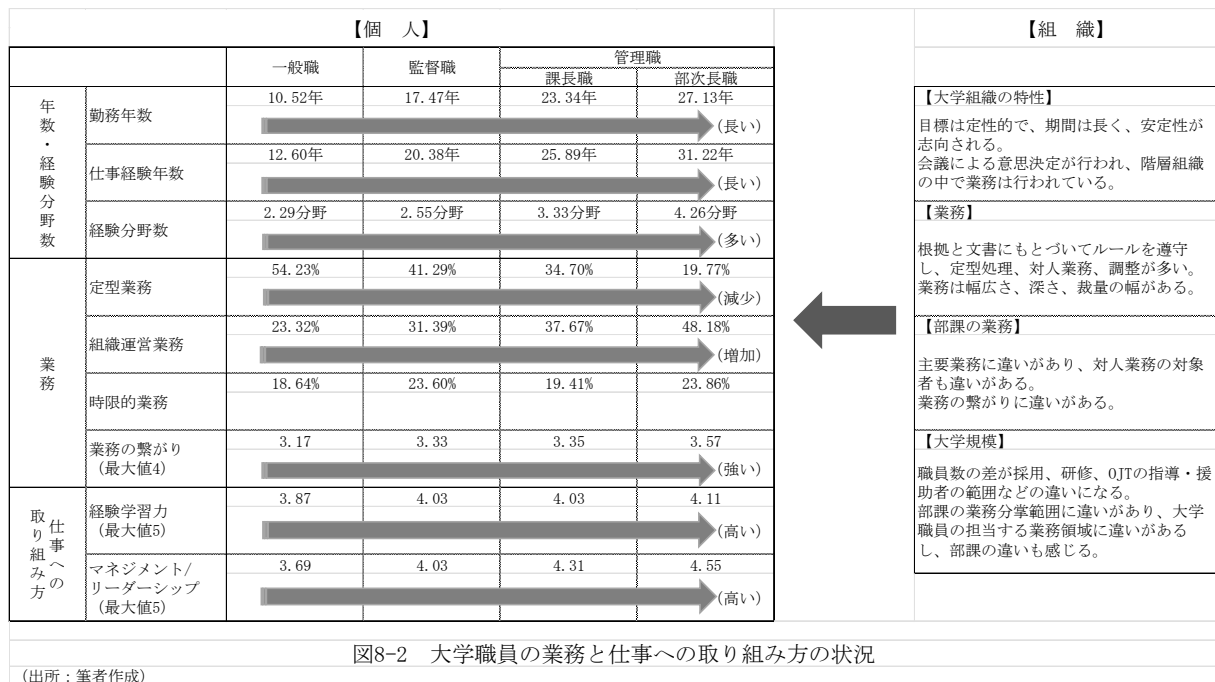 【個　人】
一般職 監督職 管理職
課長職 部次長職
年数・経験分野数
勤務年数
10.52年 17.47年 23.34年 27.13年
(長い)
仕事経験年数
12.60年 20.38年 25.89年 31.22年
(長い)
経験分野数
2.29分野 2.55分野 3.33分野 4.26分野
(多い)
業務
定型業務
54.23% 41.29% 34.70% 19.77%
(減少)
組織運営業務
23.32% 31.39% 37.67% 48.18%
(増加)
時限的業務
18.64% 23.60% 19.41% 23.86%
業務の繋がり
(最大値4)
3.17 3.33 3.35 3.57
(強い)
仕事への
取り組み方
経験学習力
(最大値5)
3.87 4.03 4.03 4.11
(高い)
マネジメント/
リーダーシップ
(最大値5)
3.69 4.03 4.31 4.55
(高い)
【組　織】
【大学組織の特性】
目標は定性的で、期間は長く、安定性が
志向される。
会議による意思決定が行われ、階層組織
の中で業務は行われている。
【業務】
根拠と文書にもとづいてルールを遵守
し、定型処理、対人業務、調整が多い。
業務は幅広さ、深さ、裁量の幅がある。
【部課の業務】
主要業務に違いがあり、対人業務の対象
者も違いがある。
業務の繋がりに違いがある。
【大学規模】
職員数の差が採用、研修、OJTの指導・援
助者の範囲などの違いになる。
部課の業務分掌範囲に違いがあり、大学
職員の担当する業務領域に違いがある
し、部課の違いも感じる。
図8-2　大学職員の業務と仕事への取り組み方の状況
（出所：筆者作成）